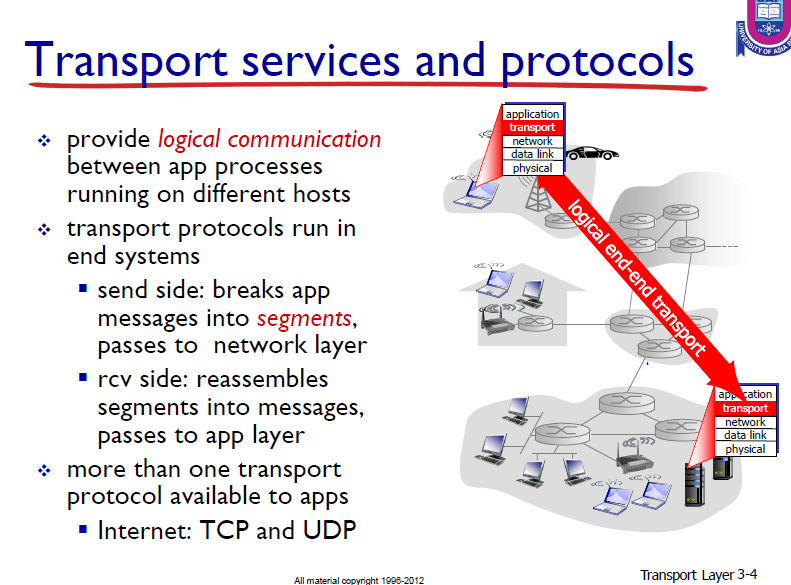 Transport services and protocols
❖ provide logical communication
between app processes
running on different hosts
❖ transport protocols run in
end systems
▪ send side: breaks app
messages into segments,
passes to network layer
▪ rcv side: reassembles
segments into messages,
passes to app layer
❖ more than one transport
protocol available to apps
▪ Internet: TCP and UDP
application
transport
network
data link
physical
logical end-end transport
application
transport
network
data link
physical
UNIVERSITY OF ASIA
All material copyright 1996-2012
Transport Layer 3-4